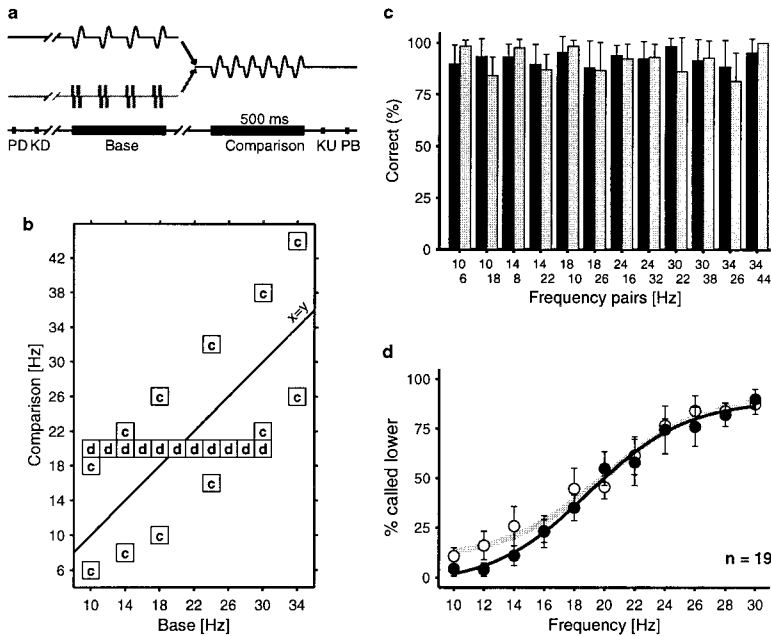 a
500 ms
PD KD Base Comparison KU PB
b
42
38
34
30
26
22
18
14
10
6
Comparison [Hz]
c
c
x=y
c
c c
c c
d d d d d d d d d d d
c
c
c
c
c
10 14 18 22 26 30 34
Base [Hz]
c
100
75
50
25
0
Correct (%)
10 10 14 14 18 18 24 24 30 30 34 34
6 18 8 22 10 26 16 32 22 38 26 44
Frequency pairs [Hz]
d
100
75
50
25
0
% called lower
n = 19
10 12 14 16 18 20 22 24 26 28 30
Frequency [Hz]